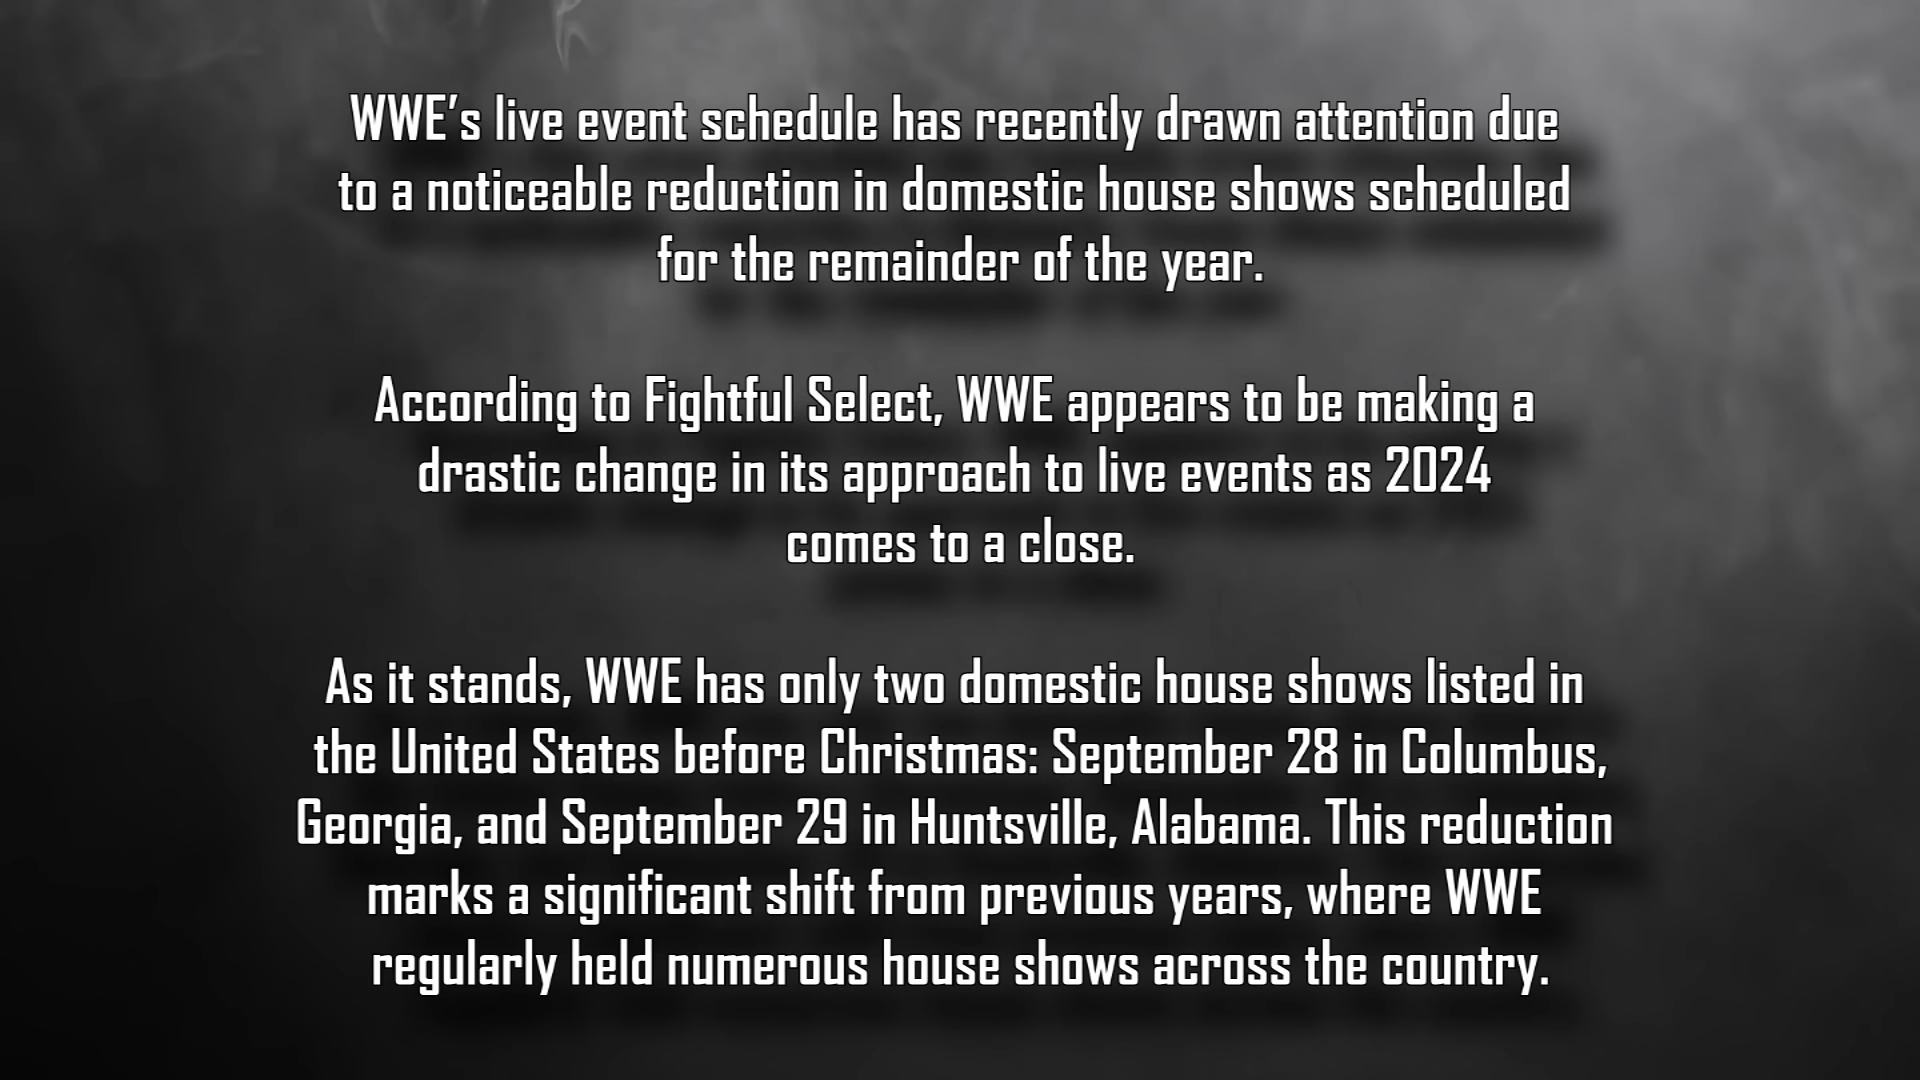 WWE’s live event schedule has recently drawn attention due
to a noticeable reduction in domestic house shows scheduled
for the remainder of the year.
According to Fightful Select, WWE appears to be making a
drastic change in its approach to live events as 2024
comes to a close.
As it stands, WWE has only two domestic house shows listed in
the United States before Christmas: September 28 in Columbus,
Georgia, and September 29 in Huntsville, Alabama. This reduction
marks a significant shift from previous years, where WWE
regularly held numerous house shows across the country.